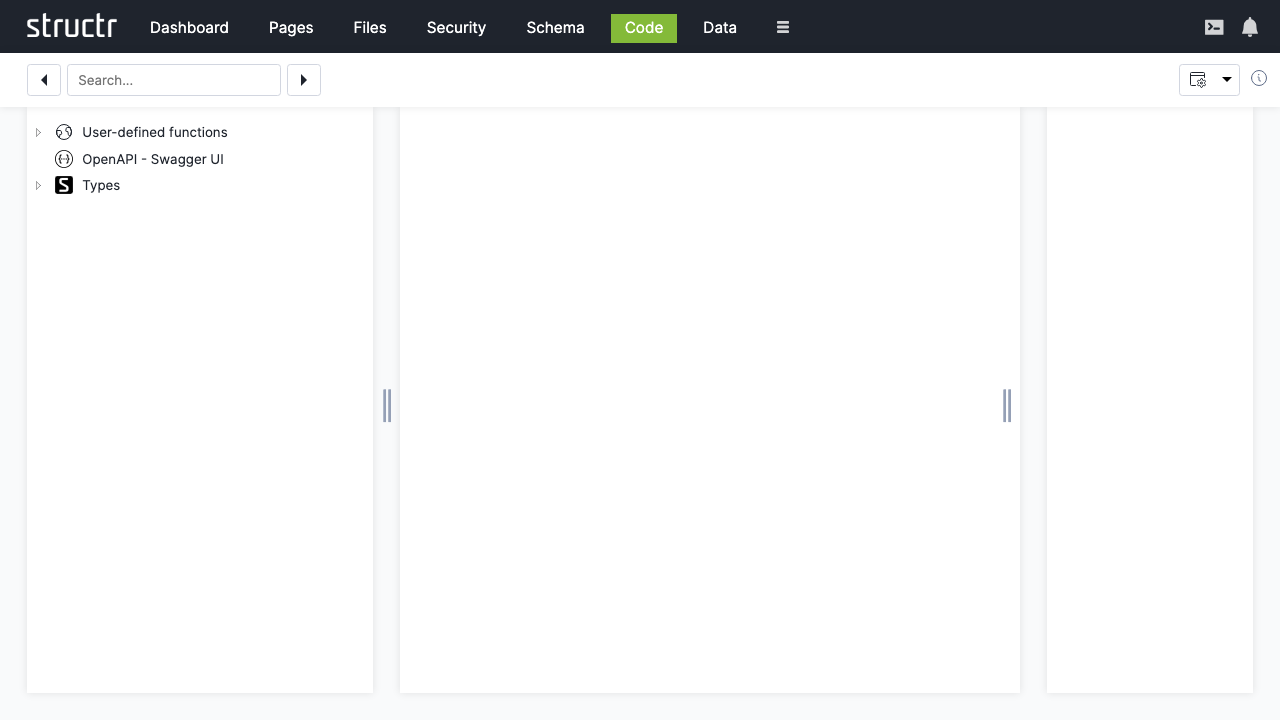 structr Dashboard Pages Files Security Schema Code Data
Search...
User-defined functions
OpenAPI - Swagger UI
Types